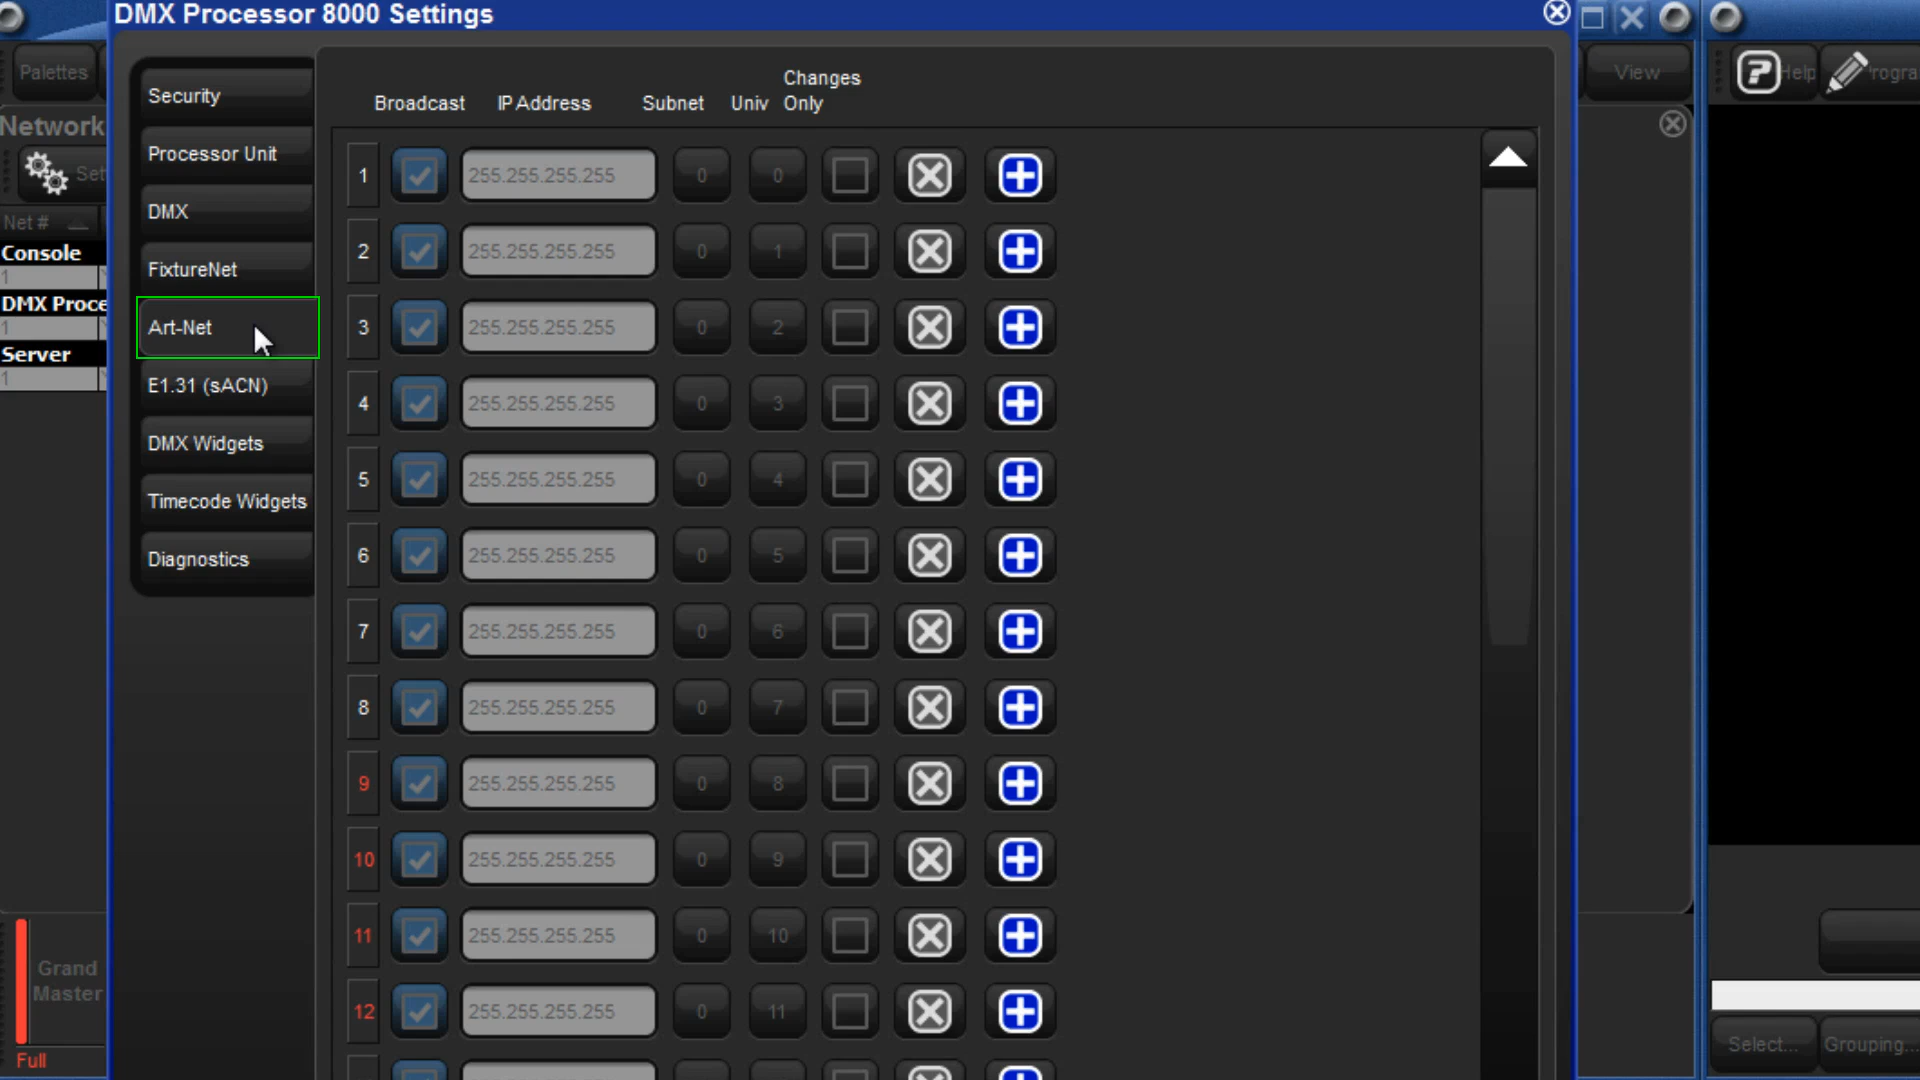 DMX Processor 8000 Settings
Palettes
View
Help
Network
Net #
Console
1
DMX Proce
1
Server
1
Security
Processor Unit
DMX
FixtureNet
Art-Net
E1.31 (sACN)
DMX Widgets
Timecode Widgets
Diagnostics
Broadcast IP Address Subnet Univ Changes Only
1 255.255.255.255 0 0
2 255.255.255.255 0 1
3 255.255.255.255 0 2
4 255.255.255.255 0 3
5 255.255.255.255 0 4
6 255.255.255.255 0 5
7 255.255.255.255 0 6
8 255.255.255.255 0 7
9 255.255.255.255 0 8
10 255.255.255.255 0 9
11 255.255.255.255 0 10
12 255.255.255.255 0 11
Grand
Master
Full
Select...
Grouping...